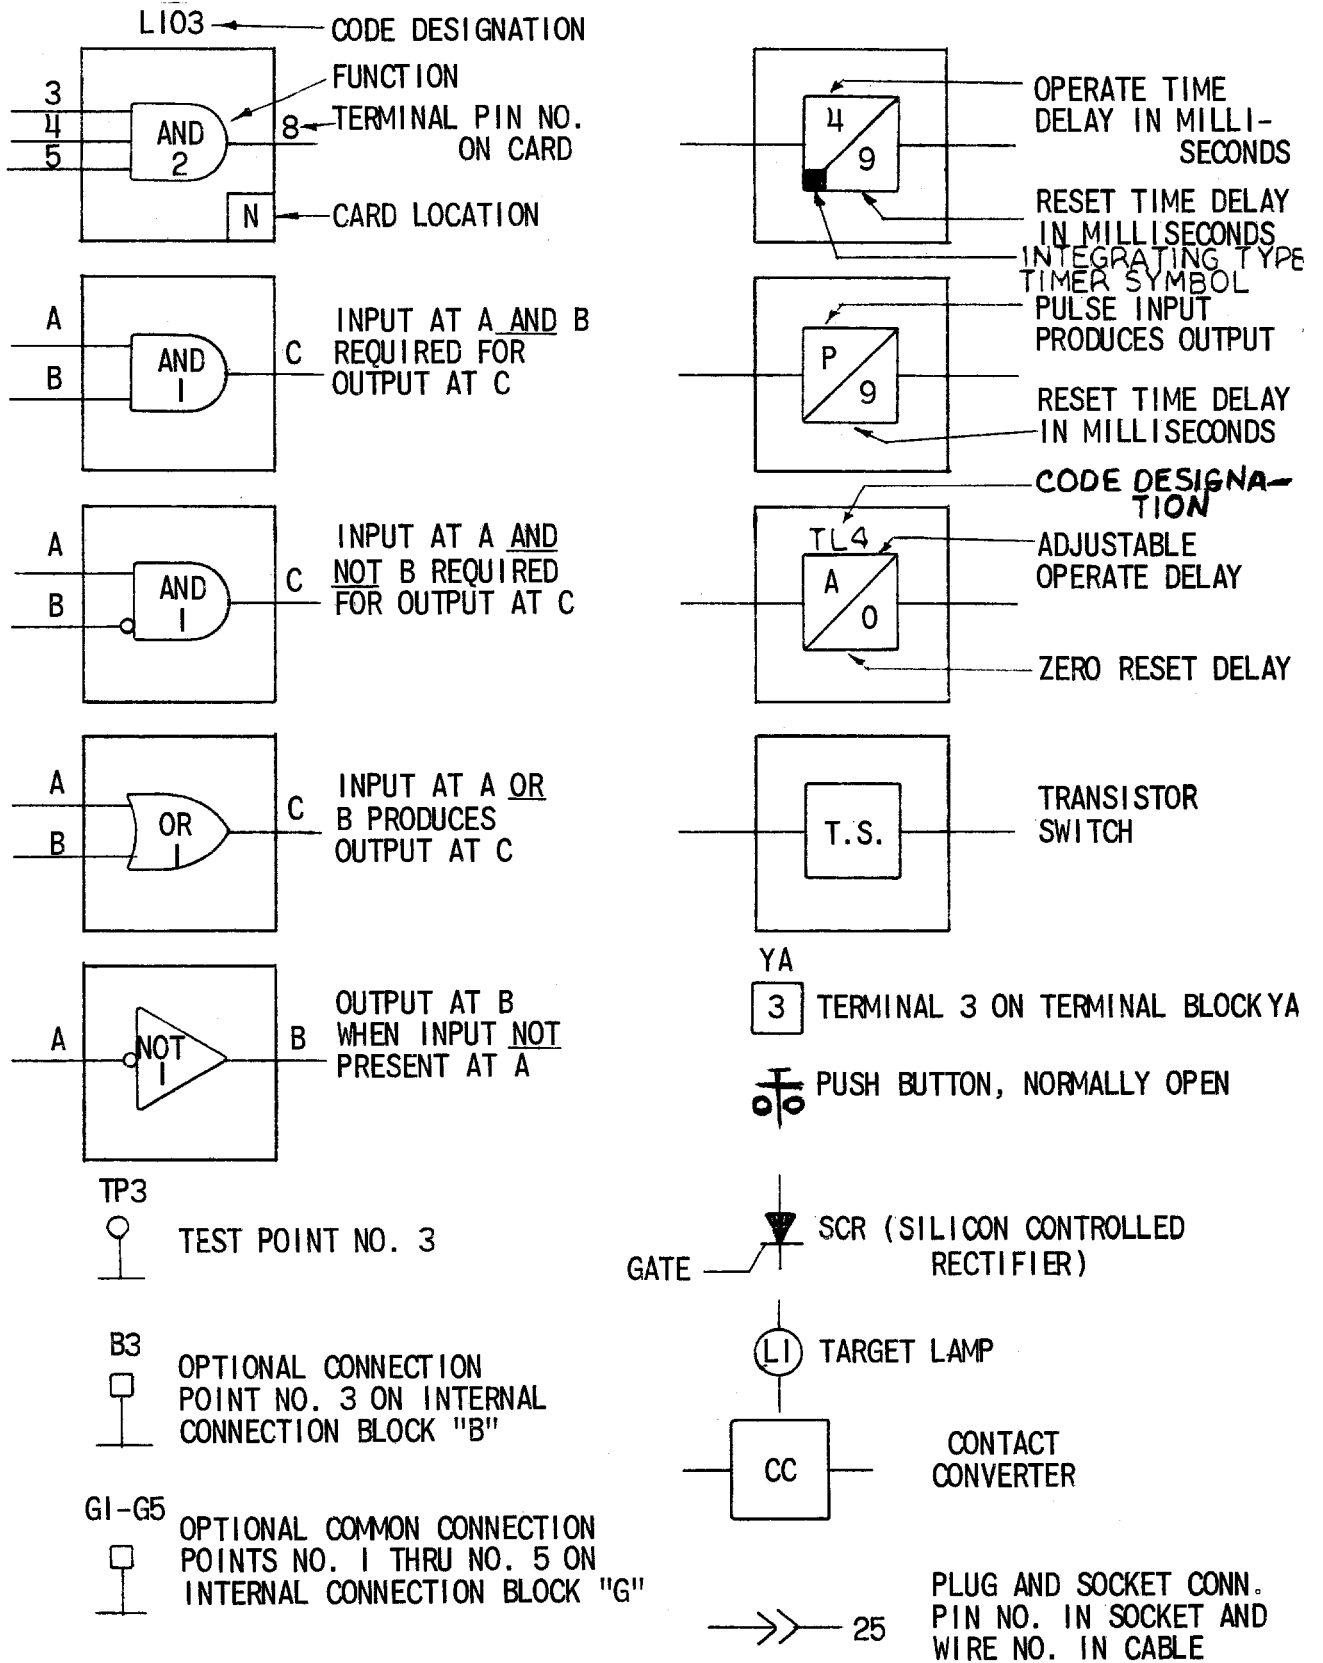 L103
CODE DESIGNATION
FUNCTION
3
4
5
AND
2
8
TERMINAL PIN NO.
ON CARD
N
CARD LOCATION
A
B
AND
1
C
INPUT AT A AND B
REQUIRED FOR
OUTPUT AT C
A
B
AND
1
C
INPUT AT A AND
NOT B REQUIRED
FOR OUTPUT AT C
A
B
OR
1
C
INPUT AT A OR
B PRODUCES
OUTPUT AT C
A
NOT
1
B
OUTPUT AT B
WHEN INPUT NOT
PRESENT AT A
TP3
TEST POINT NO. 3
B3
OPTIONAL CONNECTION
POINT NO. 3 ON INTERNAL
CONNECTION BLOCK "B"
G1-G5
OPTIONAL COMMON CONNECTION
POINTS NO. 1 THRU NO. 5 ON
INTERNAL CONNECTION BLOCK "G"
4
9
OPERATE TIME
DELAY IN MILLI-
SECONDS
RESET TIME DELAY
IN MILLISECONDS
INTEGRATING TYPE
TIMER SYMBOL
P
9
PULSE INPUT
PRODUCES OUTPUT
RESET TIME DELAY
IN MILLISECONDS
CODE DESIGNA-
TION
TL4
A
0
ADJUSTABLE
OPERATE DELAY
ZERO RESET DELAY
T.S.
TRANSISTOR
SWITCH
YA
3
TERMINAL 3 ON TERMINAL BLOCK YA
PUSH BUTTON, NORMALLY OPEN
SCR (SILICON CONTROLLED
RECTIFIER)
GATE
L1
TARGET LAMP
CC
CONTACT
CONVERTER
25
PLUG AND SOCKET CONN.
PIN NO. IN SOCKET AND
WIRE NO. IN CABLE